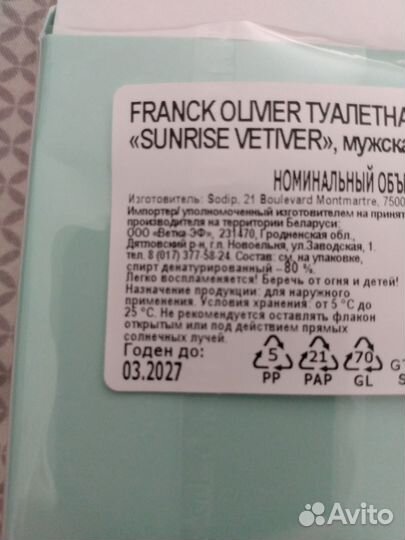 FRANCK OLIVIER ТУАЛЕТНА
«SUNRISE VETIVER», мужска
НОМИНАЛЬНЫЙ ОБЪ
Изготовитель: Sodip, 21 Boulevard Montmartre, 7500
Импортер/ уполномоченный изготовителем на принят
производителя на территории Беларуси:
ООО «Ветка ЭФ», 231470, Гродненская обл.,
Дятловский р-н, г.п. Новоельня, ул.Заводская, 1.
тел. 8 (017) 377-58-24. Состав: см. на упаковке,
спирт денатурированный – 80 %.
Легко воспламеняется! Беречь от огня и детей!
Назначение продукции: для наружного
применения. Условия хранения: от 5 °С до
25 °С. Не рекомендуется оставлять флакон
открытым или под действием прямых
солнечных лучей.
Годен до:
03.2027
5 21 70
PP PAP GL
Avito